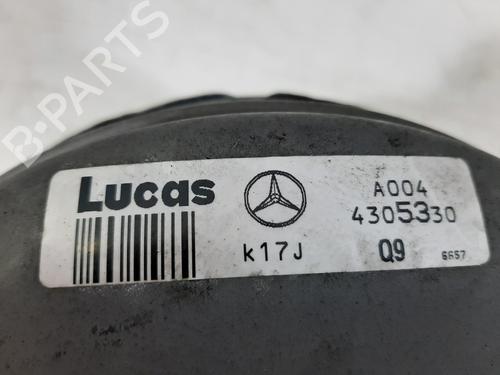 B-PARTS
Lucas
A004
4305330
k17J
Q9
6657